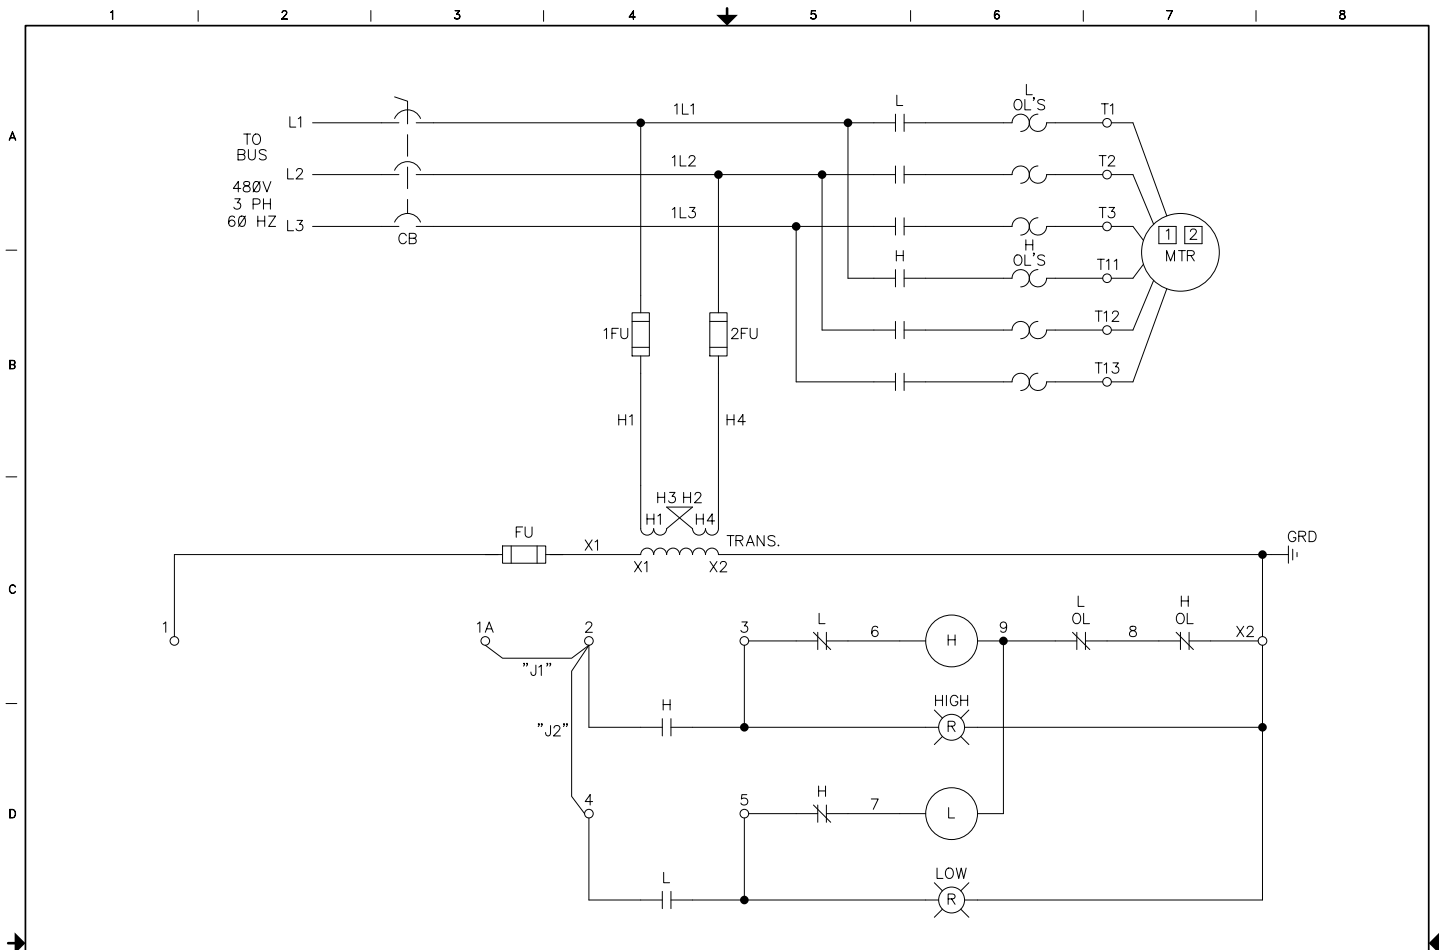 1 2 3 4 5 6 7 8
A
L1 1L1 L L OL'S T1
TO BUS
L2 1L2 T2
480V
3 PH
60 HZ L3 1L3 T3
CB
1 2
MTR
H H OL'S T11
1FU 2FU T12
B
T13
H1 H4
H3 H2
H1 H4
FU X1 TRANS. GRD
X1 X2
C
L H
L OL OL
1 1A 2 3 6 H 9 8 X2
"J1"
H HIGH
"J2" R
H
4 5 7 L
D
L LOW
R